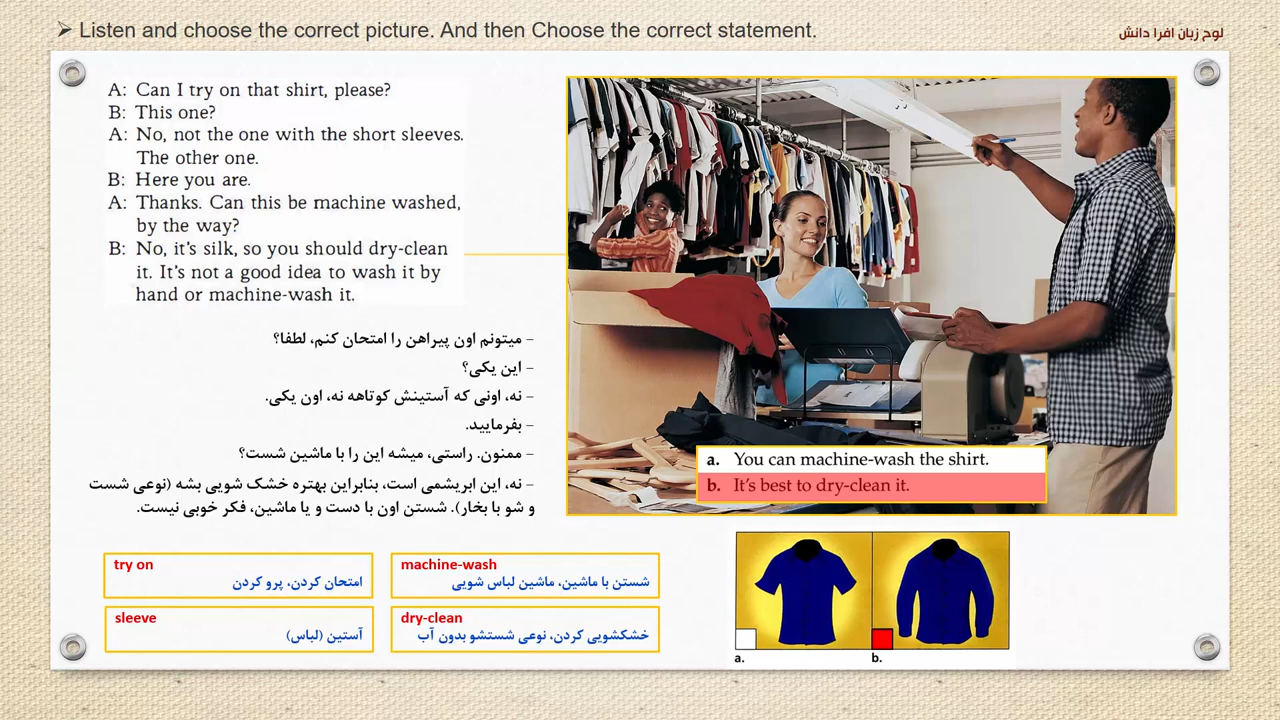 ➢ Listen and choose the correct picture. And then Choose the correct statement.
لوح زبان افرا دانش
A: Can I try on that shirt, please?
B: This one?
A: No, not the one with the short sleeves.
The other one.
B: Here you are.
A: Thanks. Can this be machine washed,
by the way?
B: No, it's silk, so you should dry-clean
it. It's not a good idea to wash it by
hand or machine-wash it.
- میتونم اون پیراهن را امتحان کنم، لطفا؟
- این یکی؟
- نه، اونی که آستینش کوتاهه نه، اون یکی.
- بفرمایید.
- ممنون. راستی، میشه این را با ماشین شست؟
- نه، این ابریشمی است، بنابراین بهتره خشک شویی بشه (نوعی شست
و شو با بخار). شستن اون با دست و یا ماشین، فکر خوبی نیست.
a. You can machine-wash the shirt.
b. It's best to dry-clean it.
try on
امتحان کردن، پرو کردن
machine-wash
شستن با ماشین، ماشین لباس شویی
sleeve
آستین (لباس)
dry-clean
خشکشویی کردن، نوعی شستشو بدون آب
a.
b.